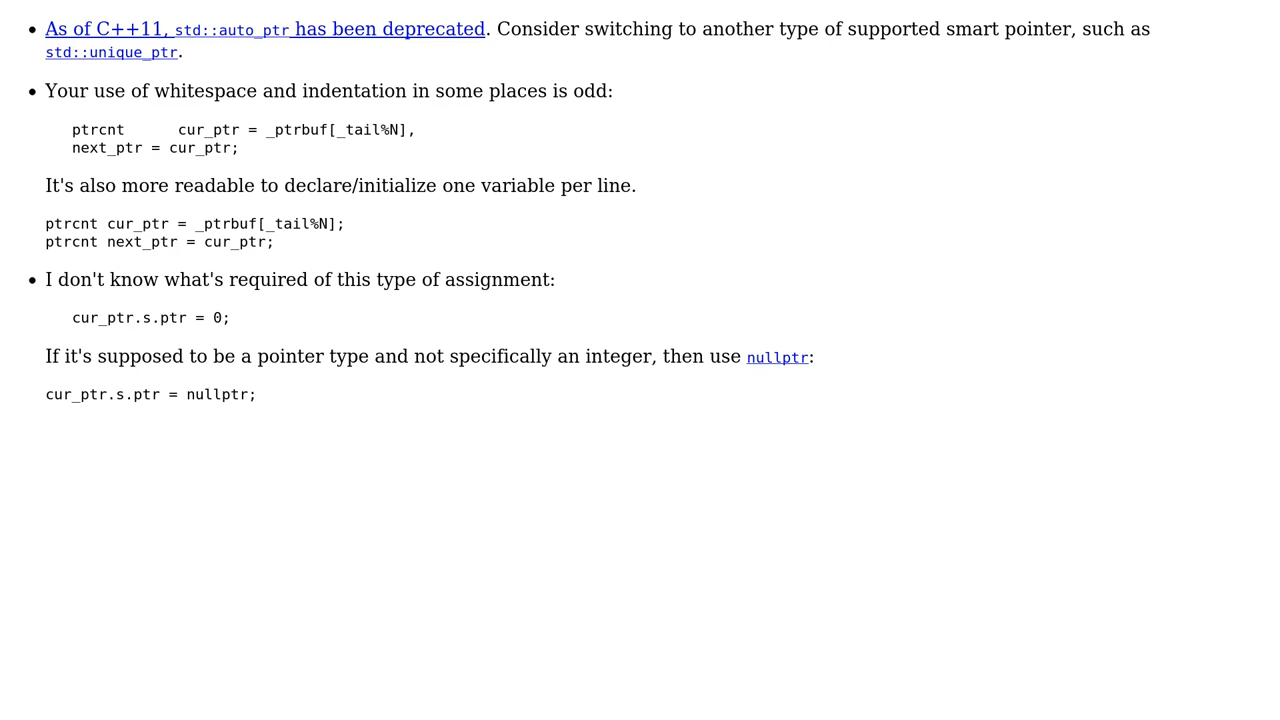 As of C++11, std::auto_ptr has been deprecated. Consider switching to another type of supported smart pointer, such as
std::unique_ptr.
Your use of whitespace and indentation in some places is odd:
ptrcnt      cur_ptr = _ptrbuf[_tail%N],
next_ptr = cur_ptr;
It's also more readable to declare/initialize one variable per line.
ptrcnt cur_ptr = _ptrbuf[_tail%N];
ptrcnt next_ptr = cur_ptr;
I don't know what's required of this type of assignment:
cur_ptr.s.ptr = 0;
If it's supposed to be a pointer type and not specifically an integer, then use nullptr:
cur_ptr.s.ptr = nullptr;